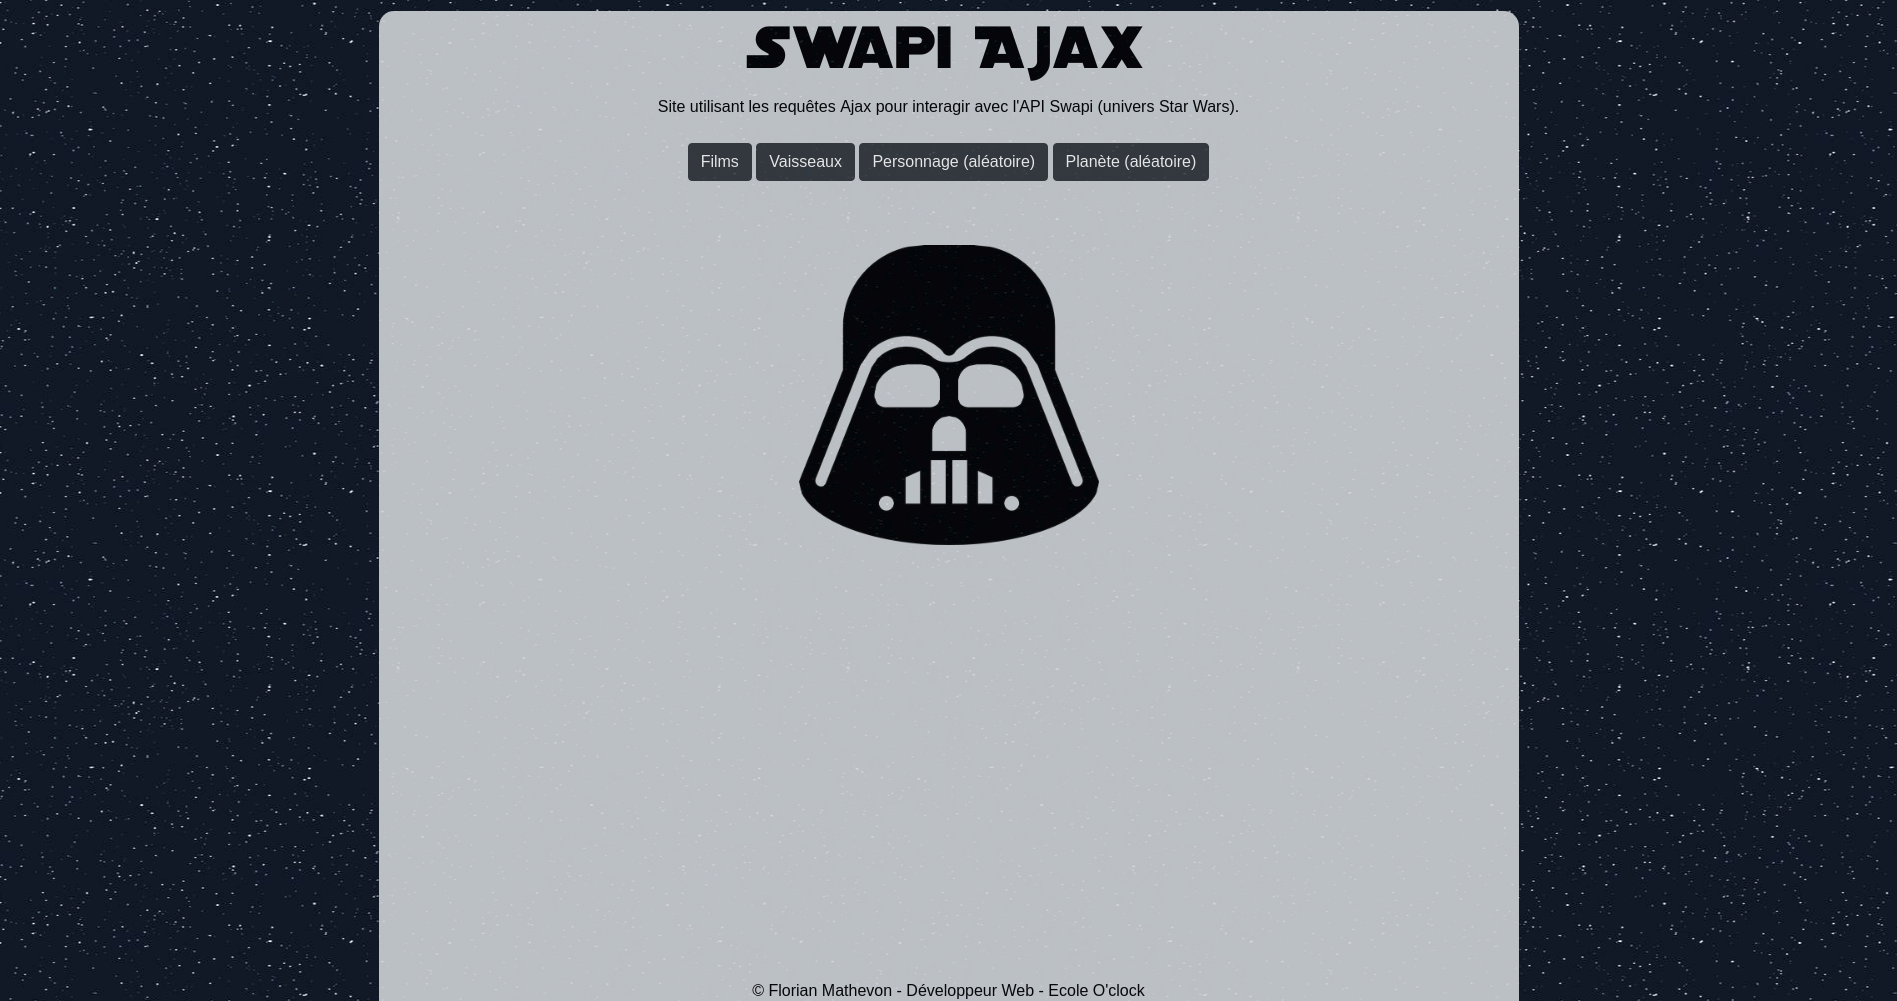 SWAPI AJAX
Site utilisant les requêtes Ajax pour interagir avec l'API Swapi (univers Star Wars).
Films Vaisseaux Personnage (aléatoire) Planète (aléatoire)
© Florian Mathevon - Développeur Web - Ecole O'clock